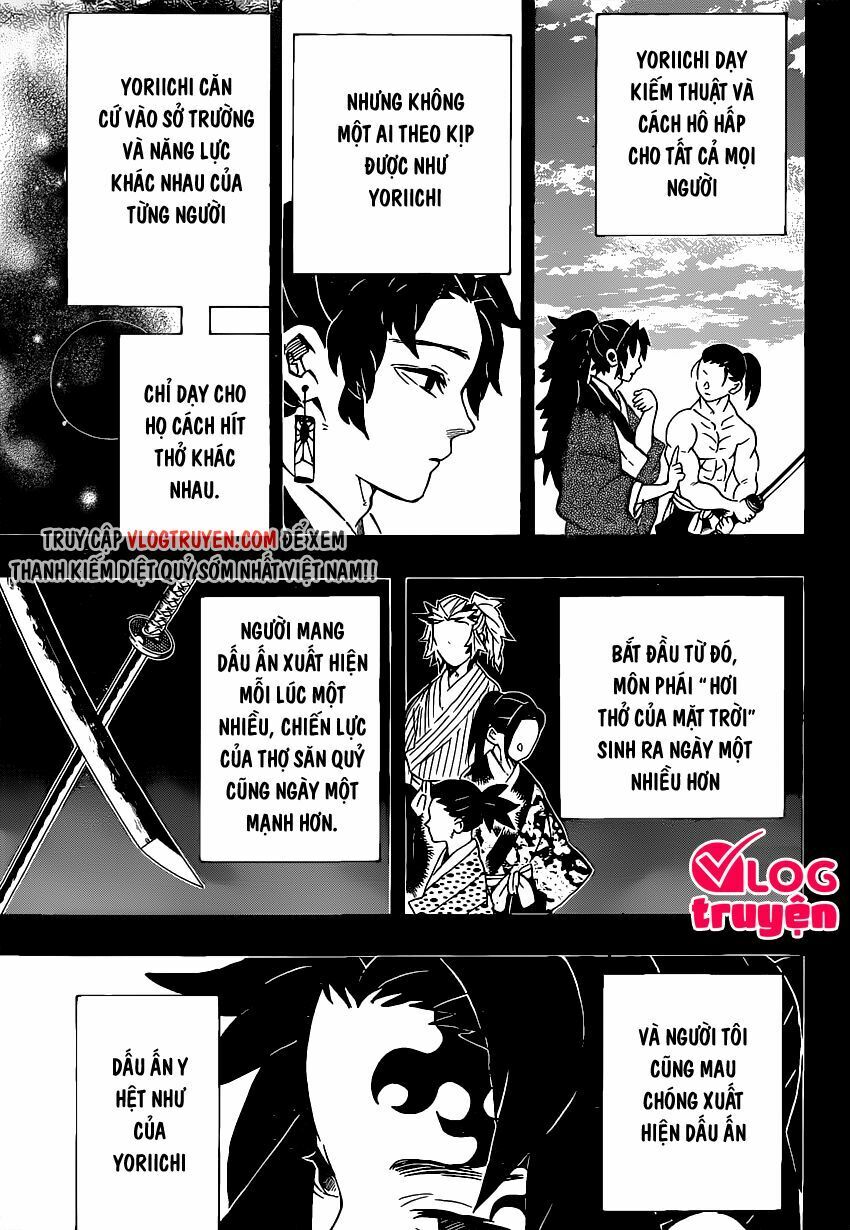 YORIICHI DẠY
KIẾM THUẬT VÀ
CÁCH HÔ HẤP
CHO TẤT CẢ MỌI
NGƯỜI
NHƯNG KHÔNG
MỘT AI THEO KỊP
ĐƯỢC NHƯ
YORIICHI
YORIICHI CĂN
CỨ VÀO SỞ TRƯỜNG
VÀ NĂNG LỰC
KHÁC NHAU CỦA
TỪNG NGƯỜI
CHỈ DẠY CHO
HỌ CÁCH HÍT
THỞ KHÁC
NHAU.
TRUY CẬP VLOGTRUYEN.COM ĐỂ XEM
THANH KIẾM DIỆT QUỶ SỚM NHẤT VIỆT NAM!!
BẮT ĐẦU TỪ ĐÓ,
MÔN PHÁI “HƠI
THỞ CỦA MẶT TRỜI”
SINH RA NGÀY MỘT
NHIỀU HƠN
NGƯỜI MANG
DẤU ẤN XUẤT HIỆN
MỖI LÚC MỘT
NHIỀU, CHIẾN LỰC
CỦA THỢ SĂN QUỶ
CŨNG NGÀY MỘT
MẠNH HƠN.
VLOG
truyện
VÀ NGƯỜI TÔI
CŨNG MAU
CHÓNG XUẤT
HIỆN DẤU ẤN
DẤU ẤN Y
HỆT NHƯ
CỦA
YORIICHI